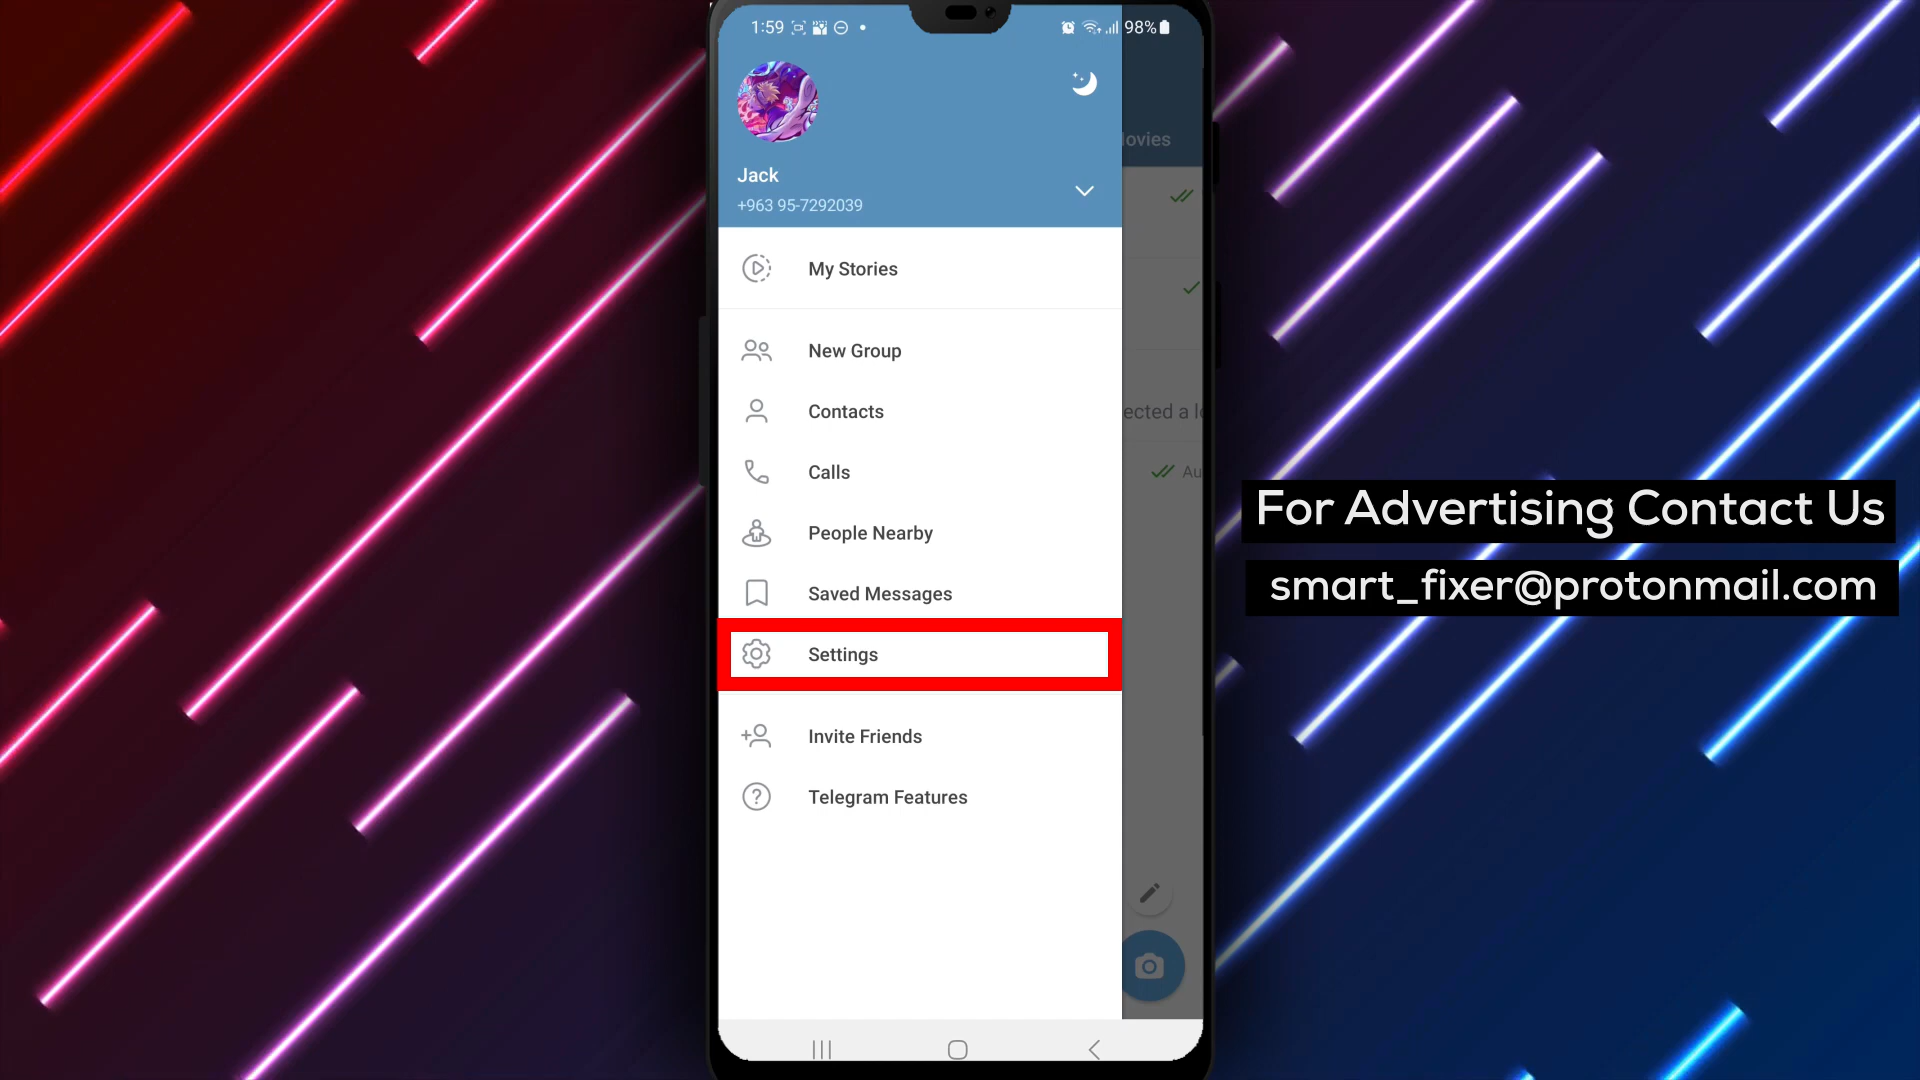 1:59
98%
ovies
Jack
+963 95-7292039
My Stories
New Group
Contacts
ected a
Calls
Au
People Nearby
Saved Messages
Settings
Invite Friends
Telegram Features
For Advertising Contact Us
smart_fixer@protonmail.com